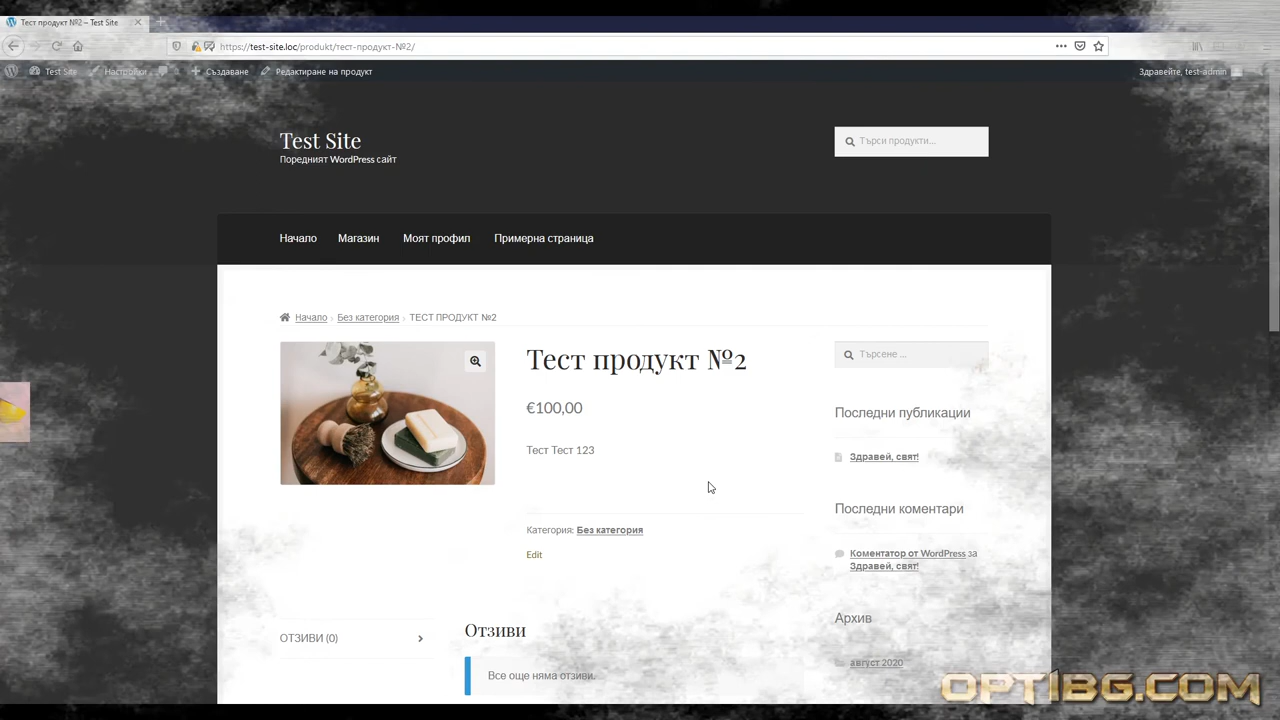 Тест продукт №2 – Test Site
https://test-site.loc/produkt/тест-продукт-№2/
Test Site
Настройки
Създаване
Редактиране на продукт
Здравейте, test-admin
Test Site
Поредният WordPress сайт
Търси продукти…
Начало
Магазин
Моят профил
Примерна страница
Начало
Без категория
ТЕСТ ПРОДУКТ №2
Тест продукт №2
€100,00
Тест Тест 123
Категория: Без категория
Edit
Търсене …
Последни публикации
Здравей, свят!
Последни коментари
Коментатор от WordPress за
Здравей, свят!
Архив
август 2020
ОТЗИВИ (0)
Отзиви
Все още няма отзиви.
OPTIBG.COM